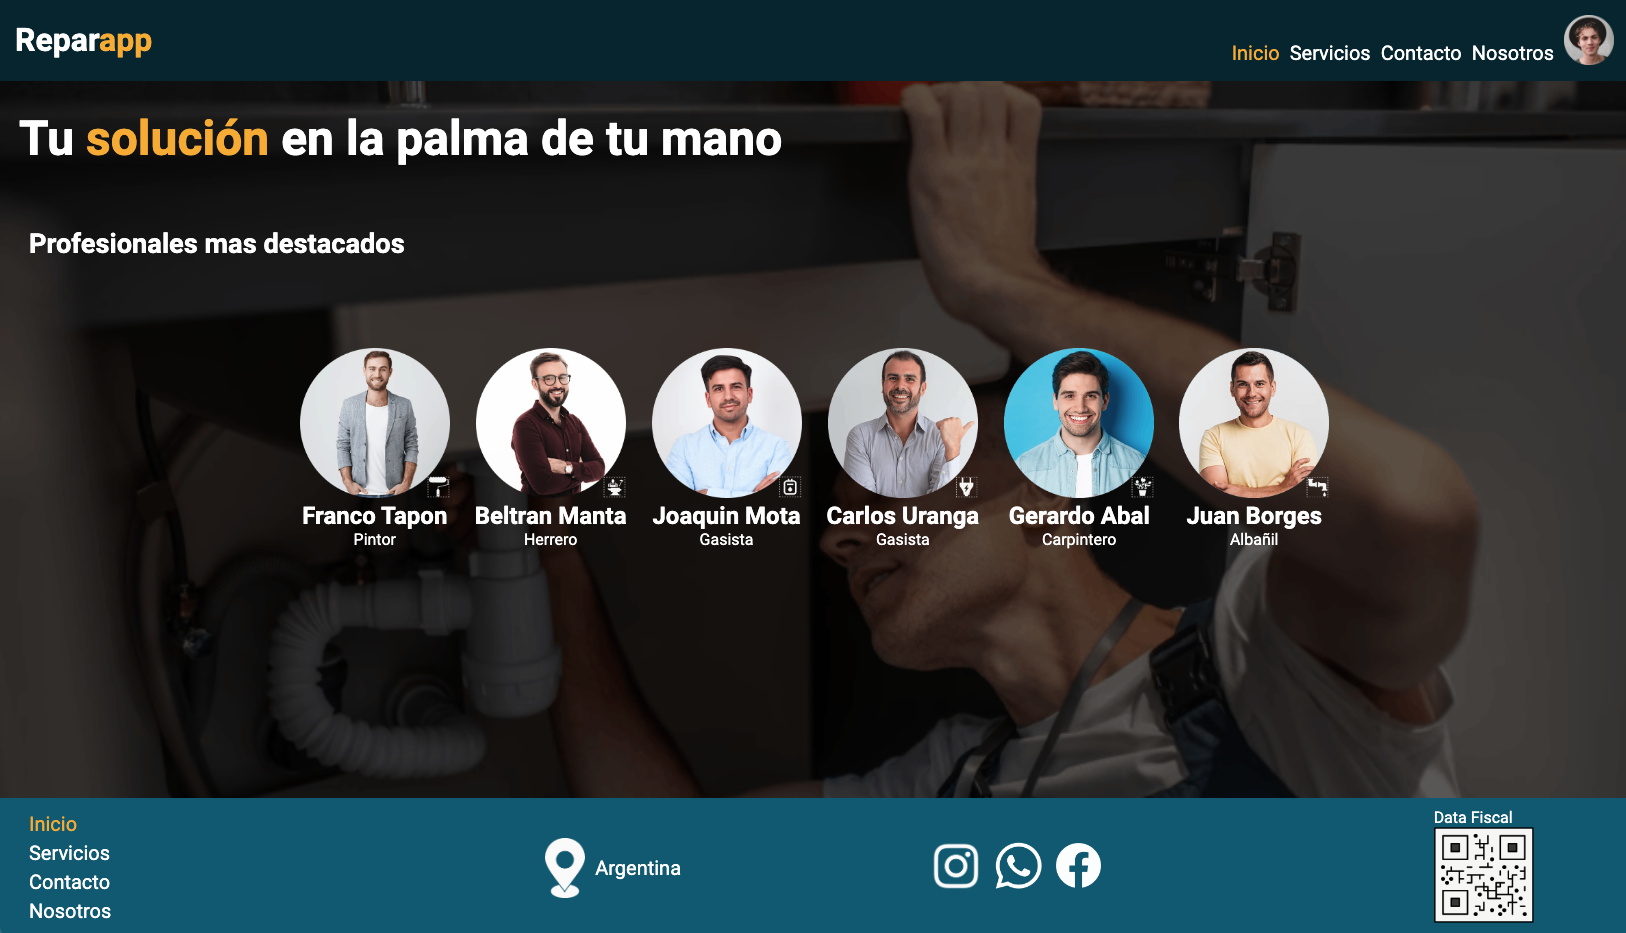 Reparapp
Inicio Servicios Contacto Nosotros
Tu solución en la palma de tu mano
Profesionales mas destacados
Franco Tapon
Pintor
Beltran Manta
Herrero
Joaquin Mota
Gasista
Carlos Uranga
Gasista
Gerardo Abal
Carpintero
Juan Borges
Albañil
Inicio
Servicios
Contacto
Nosotros
Argentina
Data Fiscal